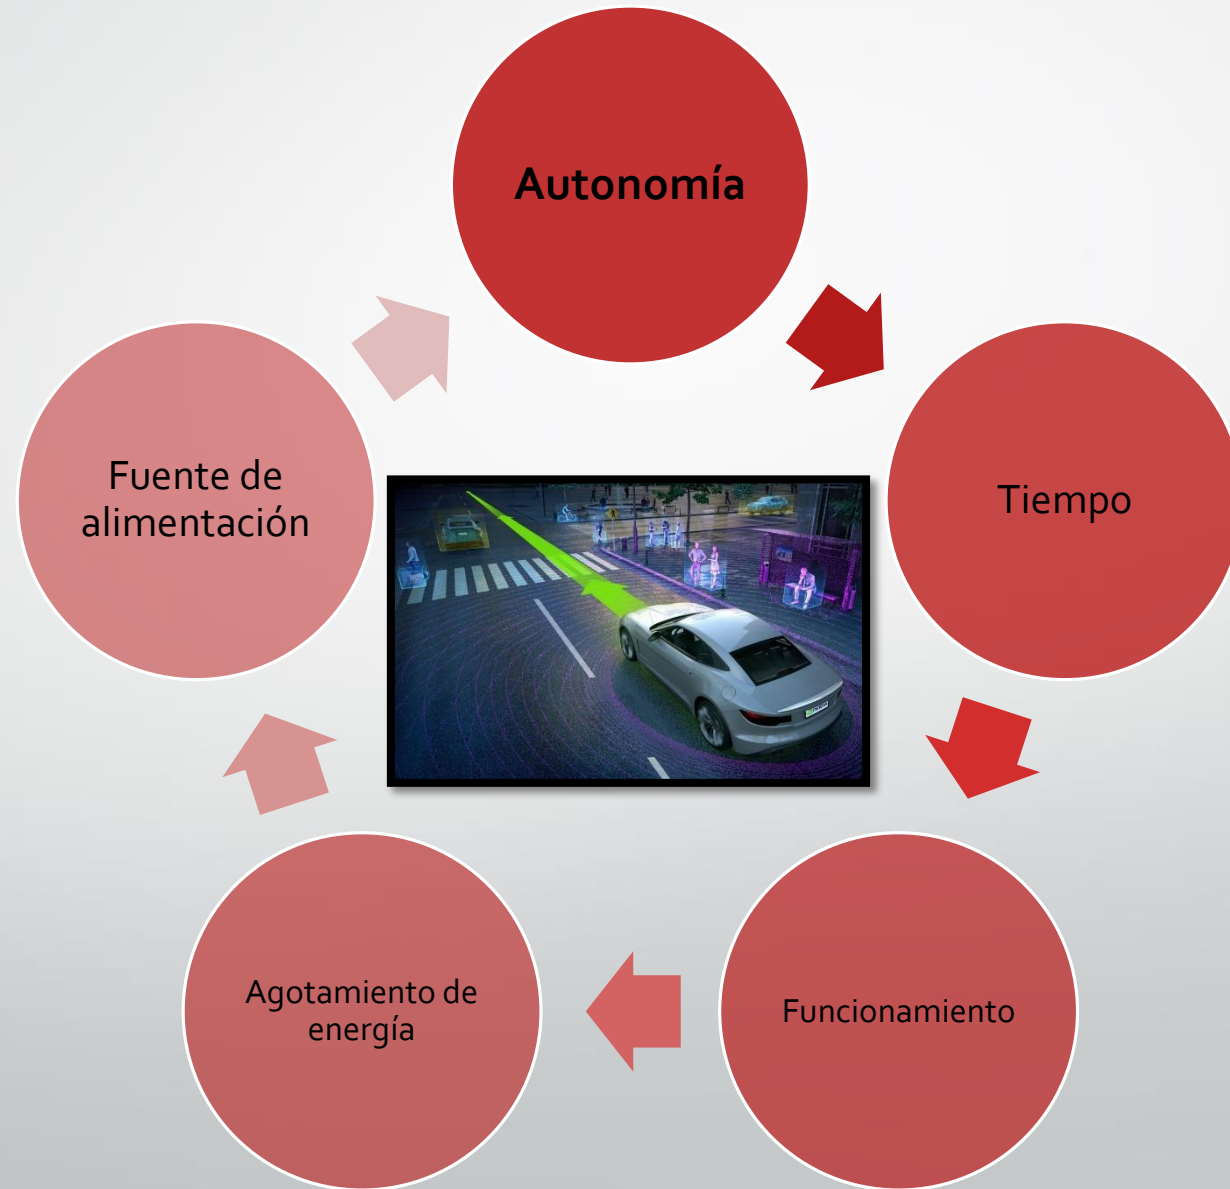 Autonomía
Tiempo
Funcionamiento
Agotamiento de
energía
Fuente de
alimentación